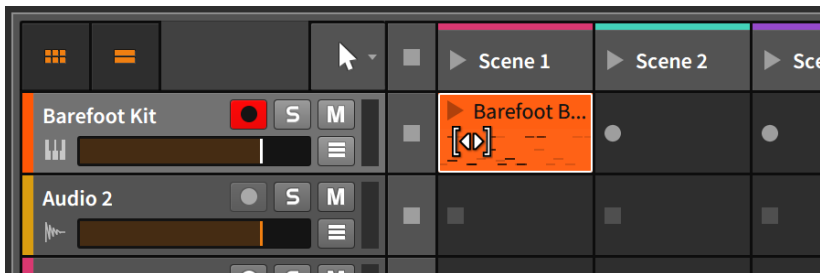 Scene 1
Scene 2
Sce
Barefoot Kit
S
M
Barefoot B...
Audio 2
S
M